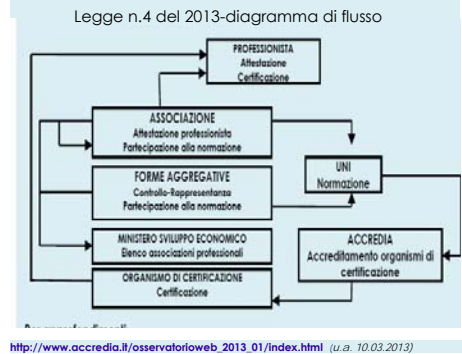 Legge n.4 del 2013-diagramma di flusso
PROFESSIONISTA
Attestazione
Certificazione
ASSOCIAZIONE
Attestazione professionista
Partecipazione alla normazione
UNI
Normazione
FORME AGGREGATIVE
Controllo-Rappresentanza
Partecipazione alla normazione
MINISTERO SVILUPPO ECONOMICO
Elenco associazioni professionali
ACCREDIA
Accreditamento organismi di
certificazione
ORGANISMO DI CERTIFICAZIONE
Certificazione
http://www.accredia.it/osservatorioweb_2013_01/index.html (u.a. 10.03.2013)